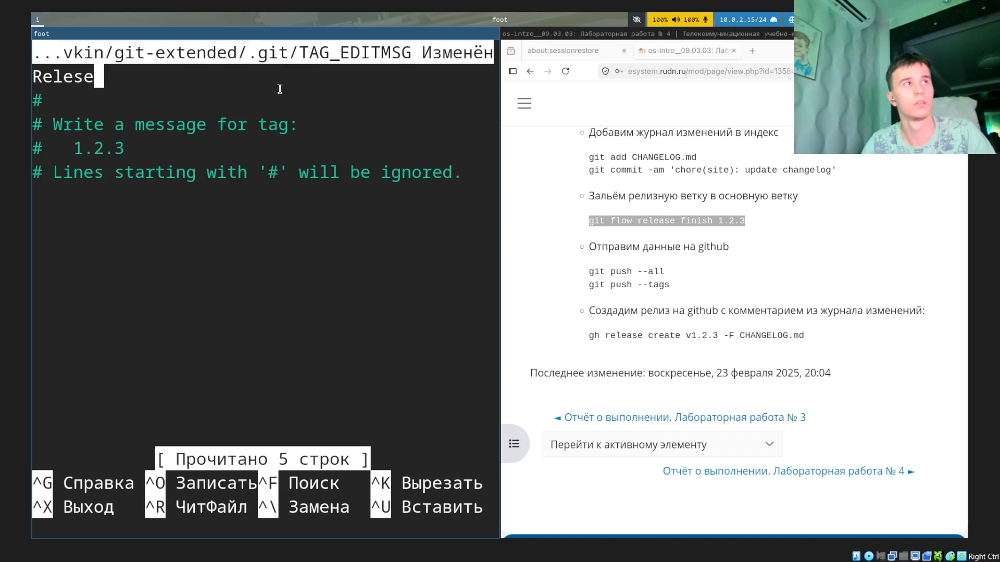 1
foot
100% 100%
10.0.2.15/24
foot
...vkin/git-extended/.git/TAG_EDITMSG Изменён
Relese
#
# Write a message for tag:
#   1.2.3
# Lines starting with '#' will be ignored.
[ Прочитано 5 строк ]
^G Справка ^O Записать ^F Поиск ^K Вырезать
^X Выход ^R ЧитФайл ^\ Замена ^U Вставить
os-intro__09.03.03: Лабораторная работа № 4 | Телекоммуникационная учебно-и
about:sessionrestore
os-intro__09.03.03: Лаб
esystem.rudn.ru/mod/page/view.php?id=1358
Добавим журнал изменений в индекс
git add CHANGELOG.md
git commit -am 'chore(site): update changelog'
Зальём релизную ветку в основную ветку
git flow release finish 1.2.3
Отправим данные на github
git push --all
git push --tags
Создадим релиз на github с комментарием из журнала изменений:
gh release create v1.2.3 -F CHANGELOG.md
Последнее изменение: воскресенье, 23 февраля 2025, 20:04
◄ Отчёт о выполнении. Лабораторная работа № 3
Перейти к активному элементу
Отчёт о выполнении. Лабораторная работа № 4 ►
Right Ctrl